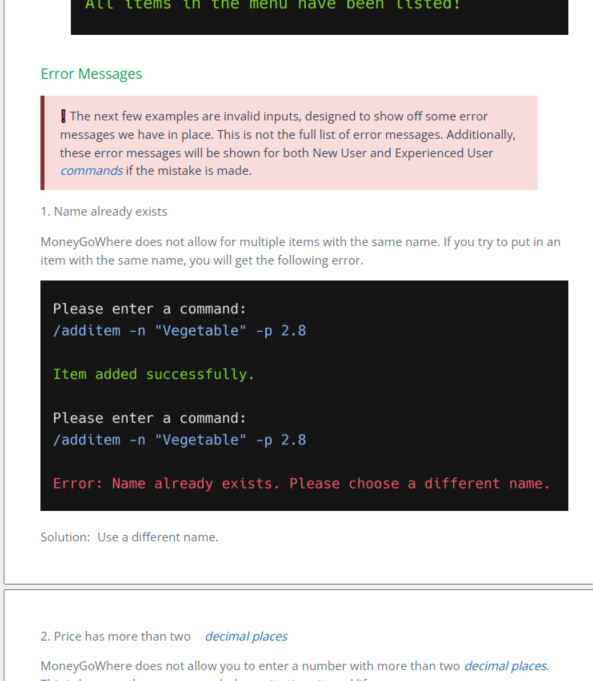 All items in the menu have been listed!
Error Messages
The next few examples are invalid inputs, designed to show off some error
messages we have in place. This is not the full list of error messages. Additionally,
these error messages will be shown for both New User and Experienced User
commands if the mistake is made.
1. Name already exists
MoneyGoWhere does not allow for multiple items with the same name. If you try to put in an
item with the same name, you will get the following error.
Please enter a command:
/additem -n "Vegetable" -p 2.8
Item added successfully.
Please enter a command:
/additem -n "Vegetable" -p 2.8
Error: Name already exists. Please choose a different name.
Solution: Use a different name.
2. Price has more than two decimal places
MoneyGoWhere does not allow you to enter a number with more than two decimal places.